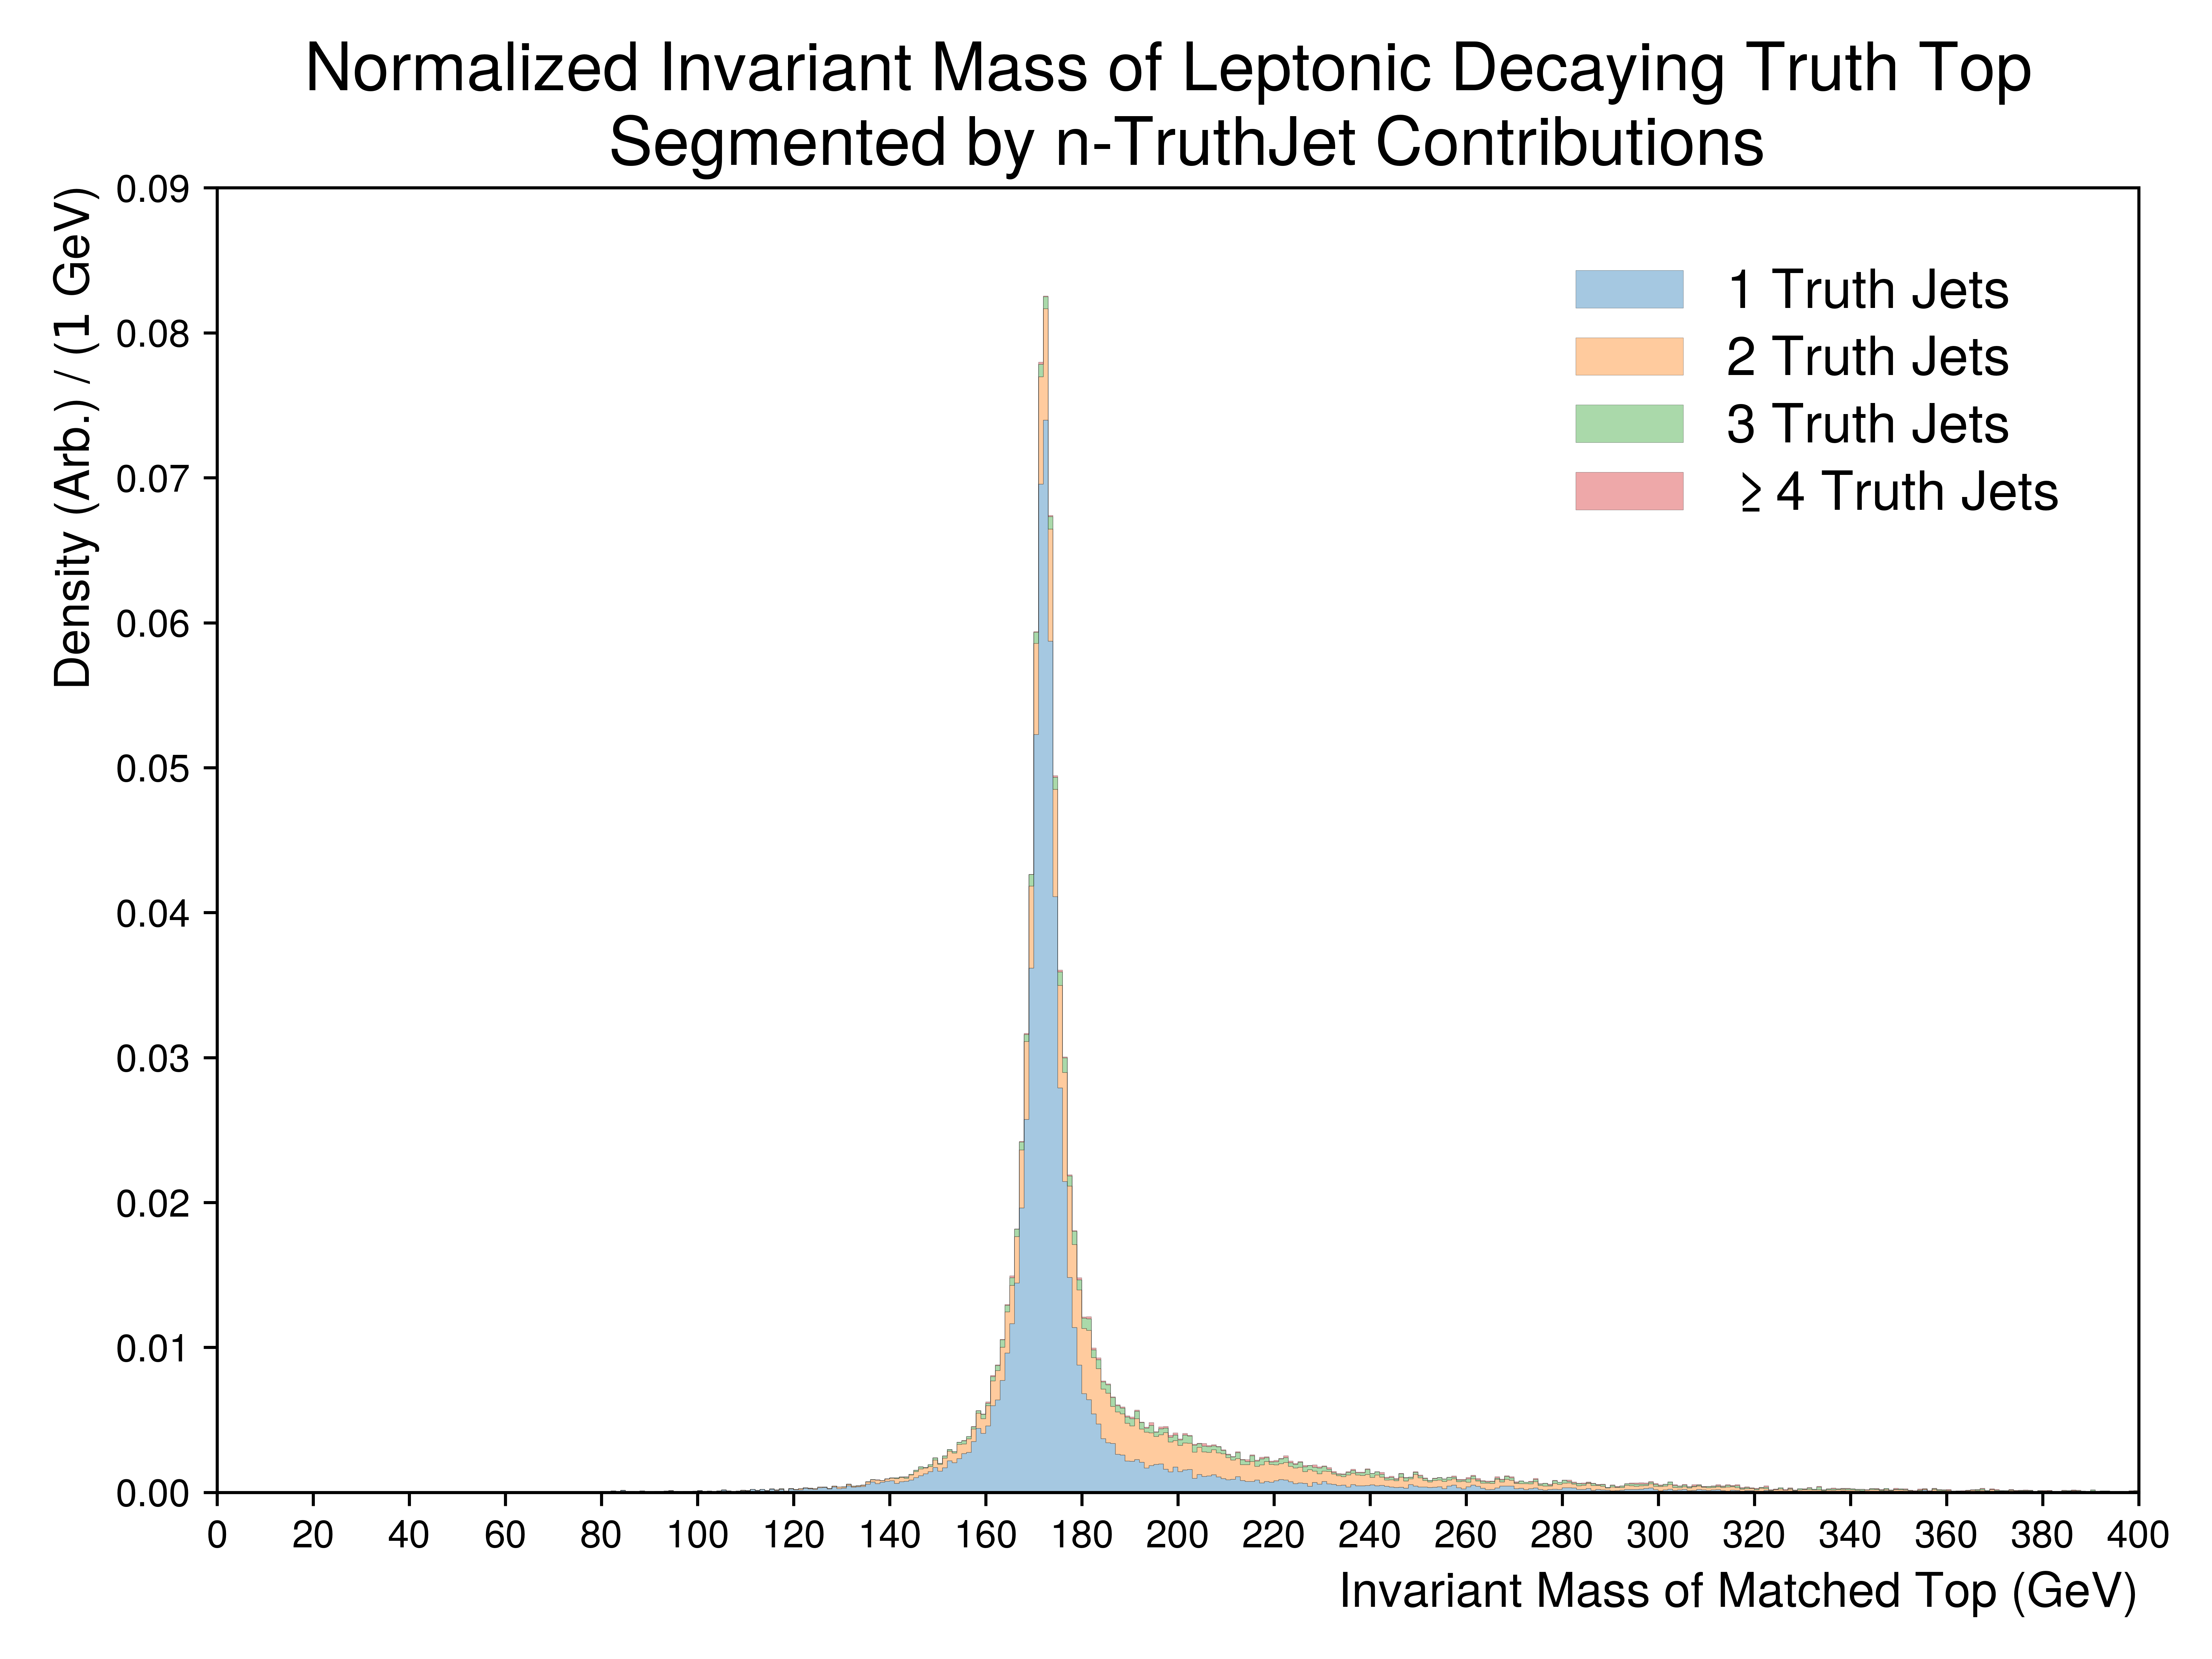 Normalized Invariant Mass of Leptonic Decaying Truth Top
Segmented by n-TruthJet Contributions
Density (Arb.) / (1 GeV)
0.09
0.08
0.07
0.06
0.05
0.04
0.03
0.02
0.01
0.00
1 Truth Jets
2 Truth Jets
3 Truth Jets
≥ 4 Truth Jets
0 20 40 60 80 100 120 140 160 180 200 220 240 260 280 300 320 340 360 380 400
Invariant Mass of Matched Top (GeV)